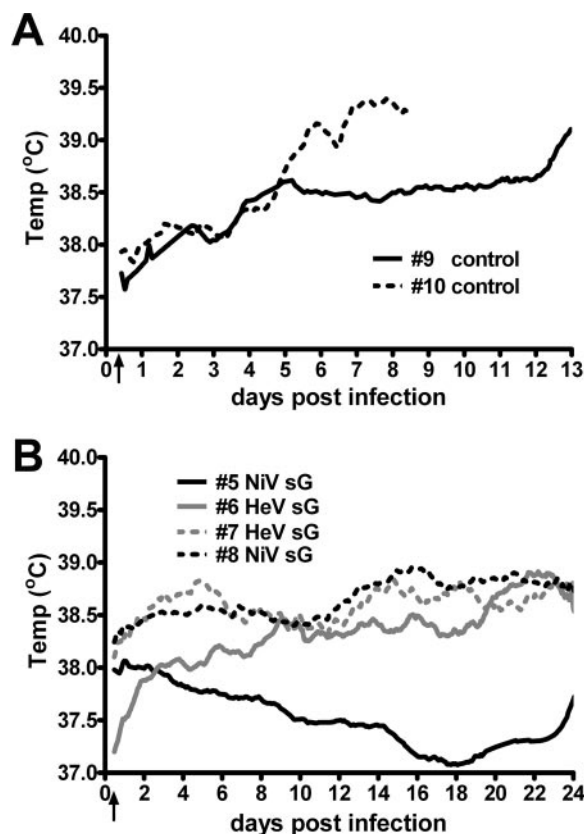 A
40.0
39.5
39.0
38.5
38.0
37.5
37.0
Temp (°C)
#9 control
#10 control
0 1 2 3 4 5 6 7 8 9 10 11 12 13
days post infection
B
40.0
39.5
39.0
38.5
38.0
37.5
37.0
Temp (°C)
#5 NiV sG
#6 HeV sG
#7 HeV sG
#8 NiV sG
0 2 4 6 8 10 12 14 16 18 20 22 24
days post infection